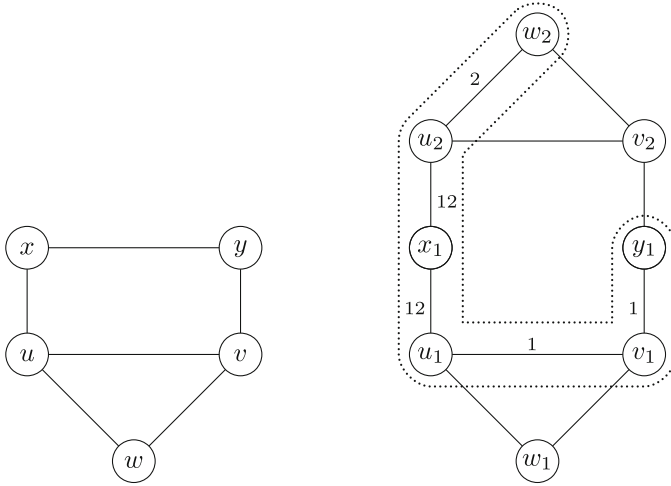 w₂
2
u₂ v₂
12
x y x₁ y₁
12 1
1
u v u₁ v₁
w w₁